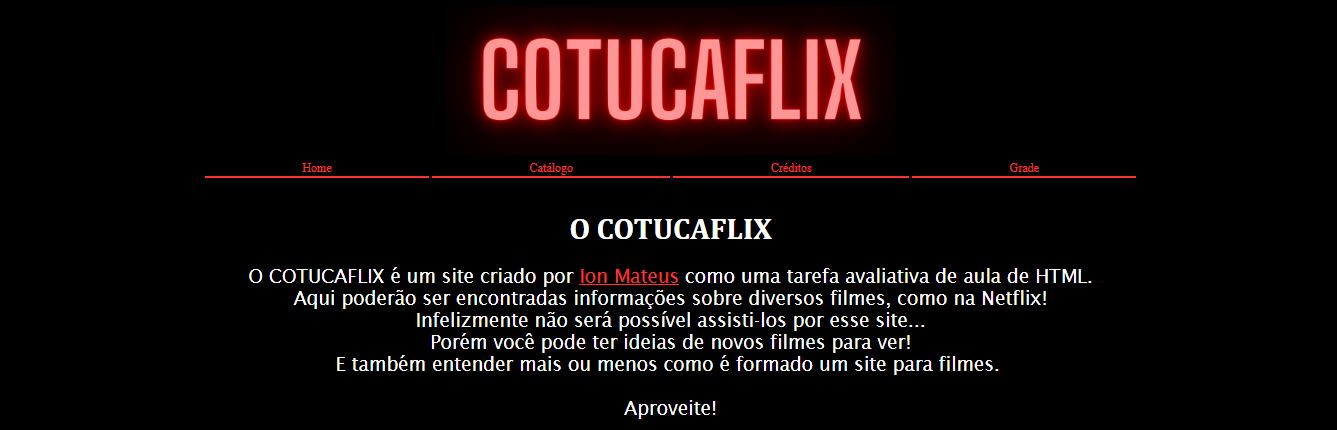 COTUCAFLIX
Home Catálogo Créditos Grade
O COTUCAFLIX
O COTUCAFLIX é um site criado por Ion Mateus como uma tarefa avaliativa de aula de HTML.
Aqui poderão ser encontradas informações sobre diversos filmes, como na Netflix!
Infelizmente não será possível assisti-los por esse site...
Porém você pode ter ideias de novos filmes para ver!
E também entender mais ou menos como é formado um site para filmes.
Aproveite!